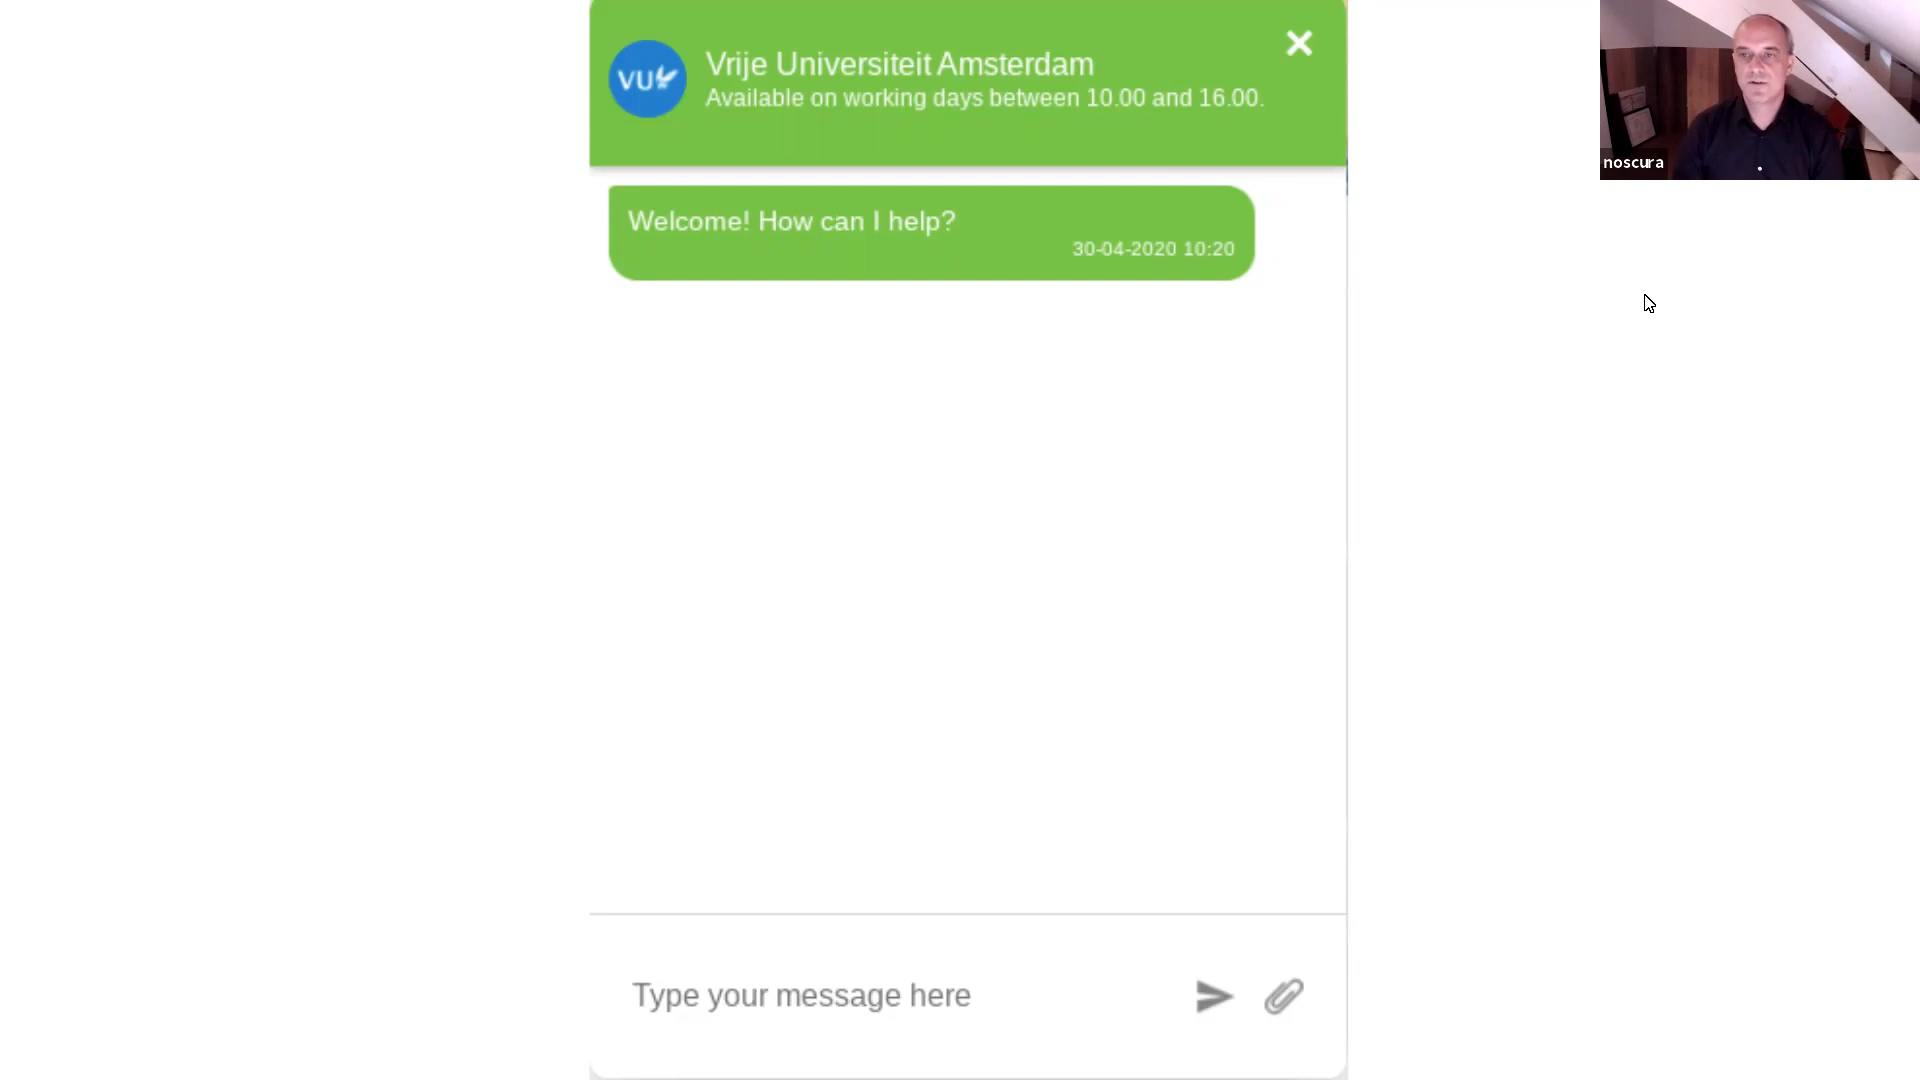 VU
Vrije Universiteit Amsterdam
Available on working days between 10.00 and 16.00.
Welcome! How can I help?
30-04-2020 10:20
Type your message here
noscura